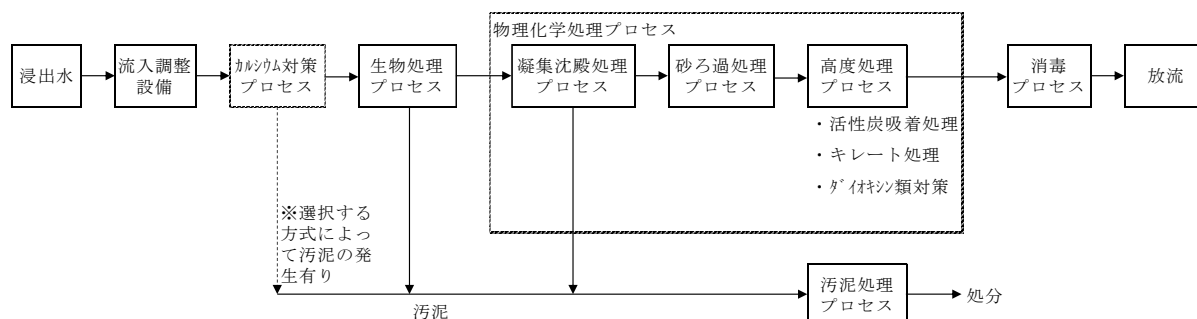 物理化学処理プロセス
浸出水
流入調整
設備
カルシウム対策
プロセス
生物処理
プロセス
凝集沈殿処理
プロセス
砂ろ過処理
プロセス
高度処理
プロセス
消毒
プロセス
放流
・活性炭吸着処理
・キレート処理
・ダイオキシン類対策
※選択する
方式によっ
て汚泥の発
生有り
汚泥
汚泥処理
プロセス
処分